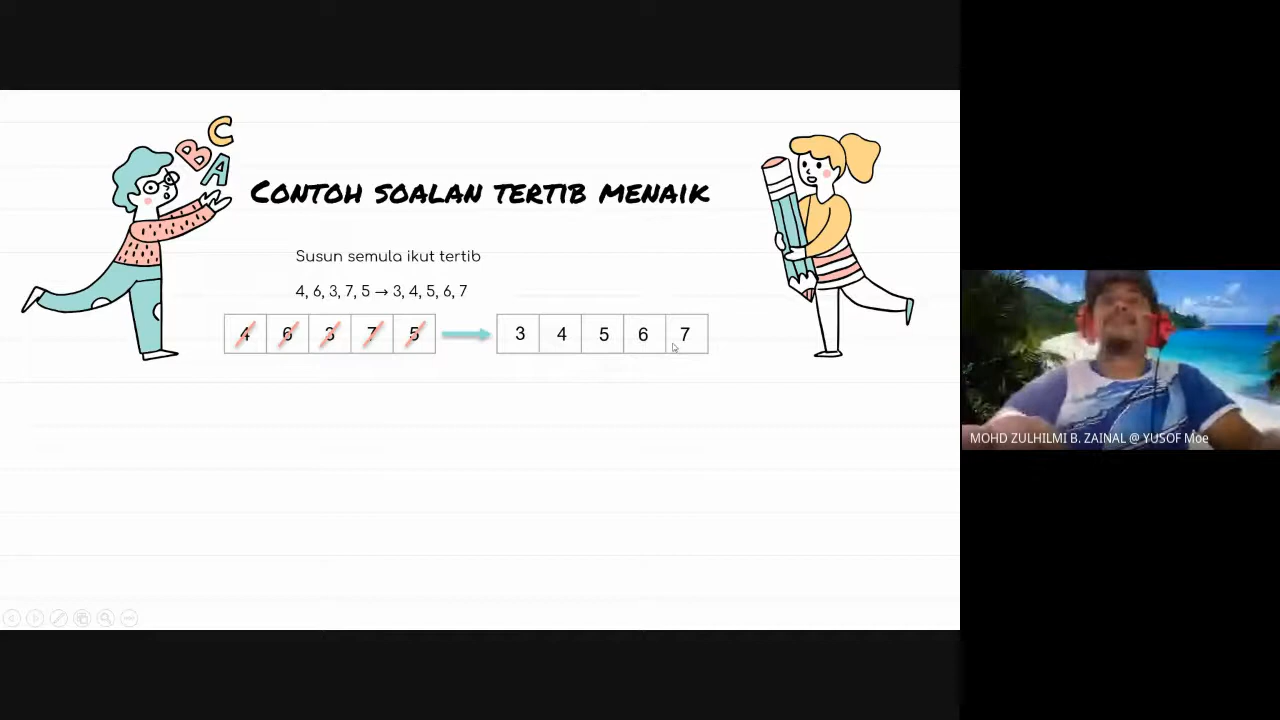 C
B
A
CONTOH SOALAN TERTIB MENAIK
Susun semula ikut tertib
4, 6, 3, 7, 5 → 3, 4, 5, 6, 7
4 6 3 7 5 3 4 5 6 7
MOHD ZULHILMI B. ZAINAL @ YUSOF Moe